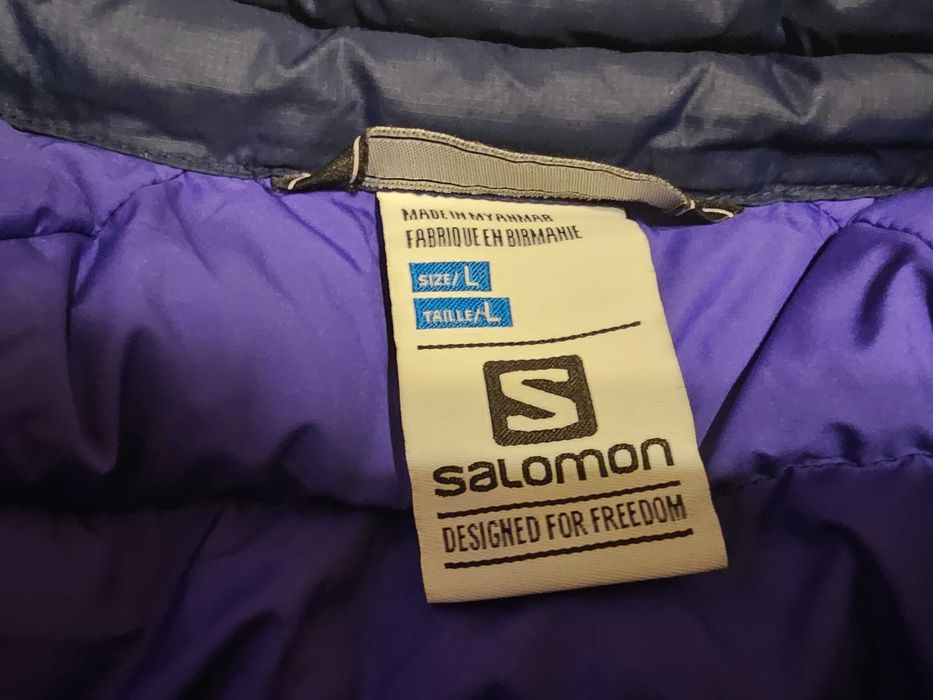 MADE IN MYANMAR
FABRIQUE EN BIRMANIE
SIZE/ L
TAILLE/ L
S
SALOMON
DESIGNED FOR FREEDOM